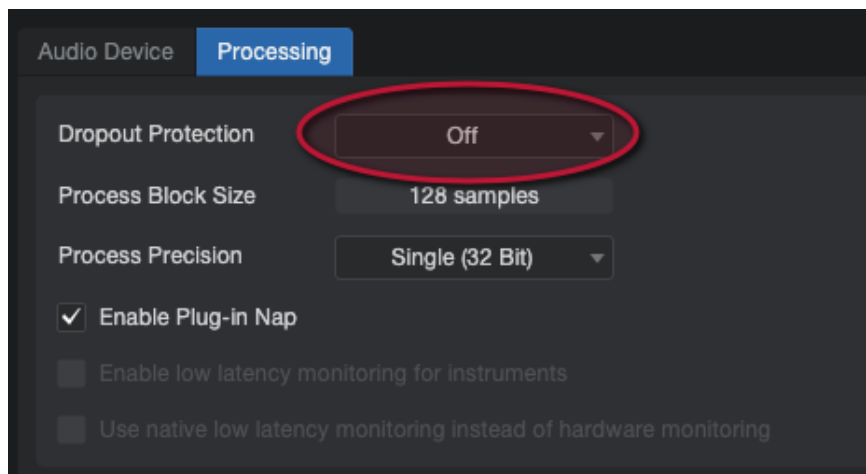 Audio Device Processing
Dropout Protection Off
Process Block Size 128 samples
Process Precision Single (32 Bit)
Enable Plug-in Nap
Enable low latency monitoring for instruments
Use native low latency monitoring instead of hardware monitoring